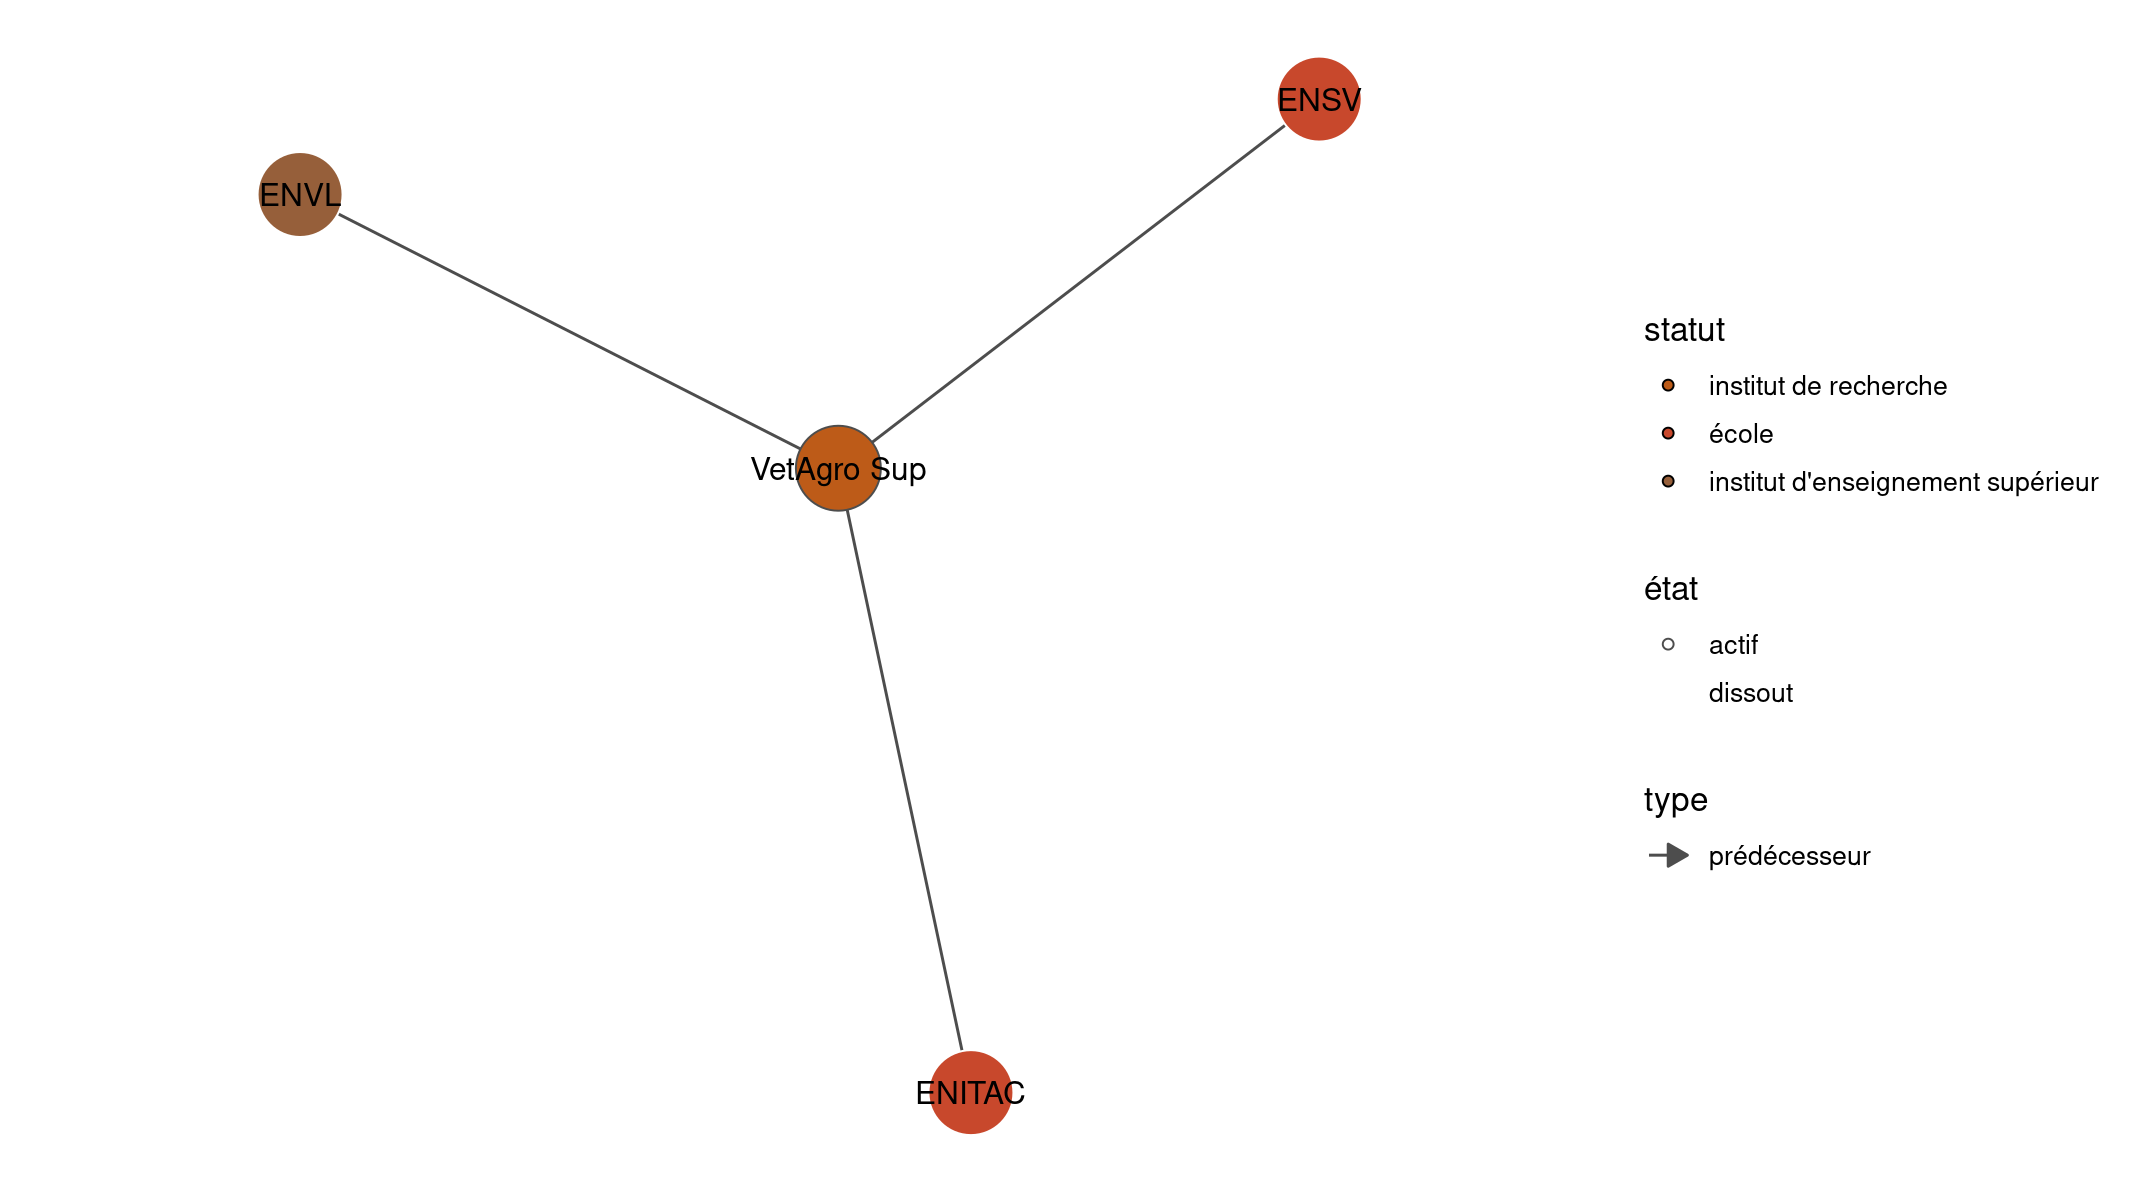 ENSV
ENVL
VetAgro Sup
ENITAC
statut
institut de recherche
école
institut d'enseignement supérieur
état
actif
dissout
type
prédécesseur